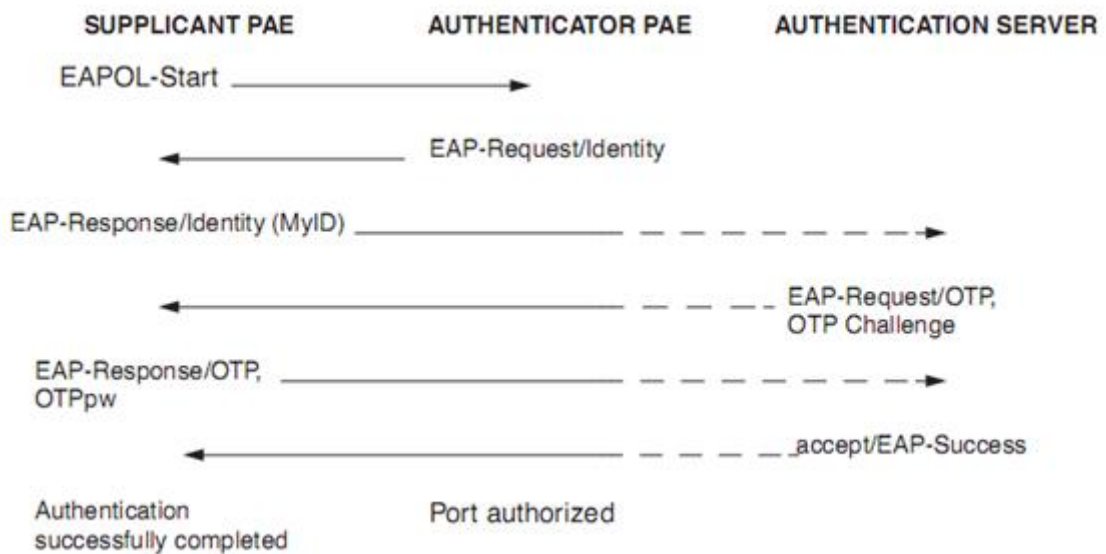 SUPPLICANT PAE AUTHENTICATOR PAE AUTHENTICATION SERVER
EAPOL-Start
EAP-Request/Identity
EAP-Response/Identity (MyID)
EAP-Request/OTP,
OTP Challenge
EAP-Response/OTP,
OTPpw
accept/EAP-Success
Authentication
successfully completed
Port authorized